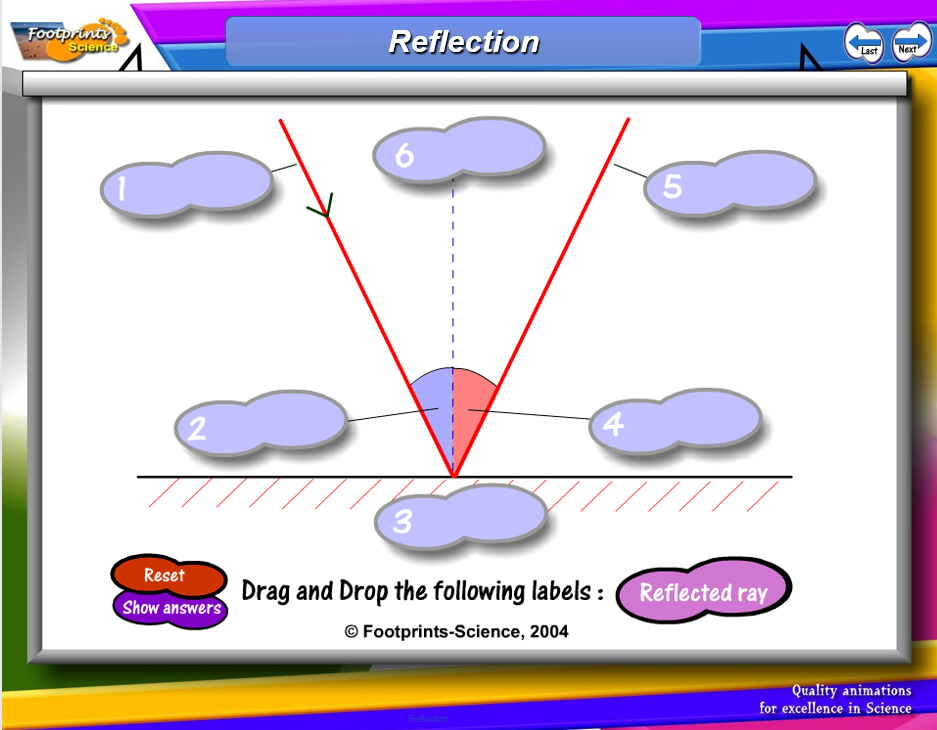 Footprints
Science
Reflection
Last
Next
6
1
5
2
4
3
Reset
Show answers
Drag and Drop the following labels :
Reflected ray
© Footprints-Science, 2004
Quality animations
for excellence in Science
Reflection